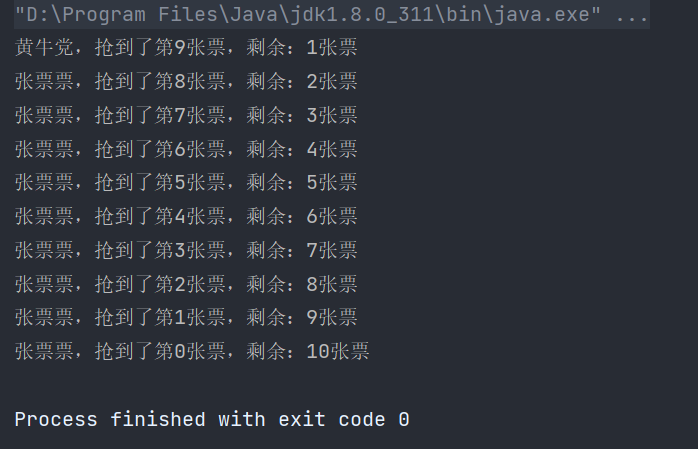 "D:\Program Files\Java\jdk1.8.0_311\bin\java.exe" ...
黄牛党，抢到了第9张票，剩余：1张票
张票票，抢到了第8张票，剩余：2张票
张票票，抢到了第7张票，剩余：3张票
张票票，抢到了第6张票，剩余：4张票
张票票，抢到了第5张票，剩余：5张票
张票票，抢到了第4张票，剩余：6张票
张票票，抢到了第3张票，剩余：7张票
张票票，抢到了第2张票，剩余：8张票
张票票，抢到了第1张票，剩余：9张票
张票票，抢到了第0张票，剩余：10张票
Process finished with exit code 0